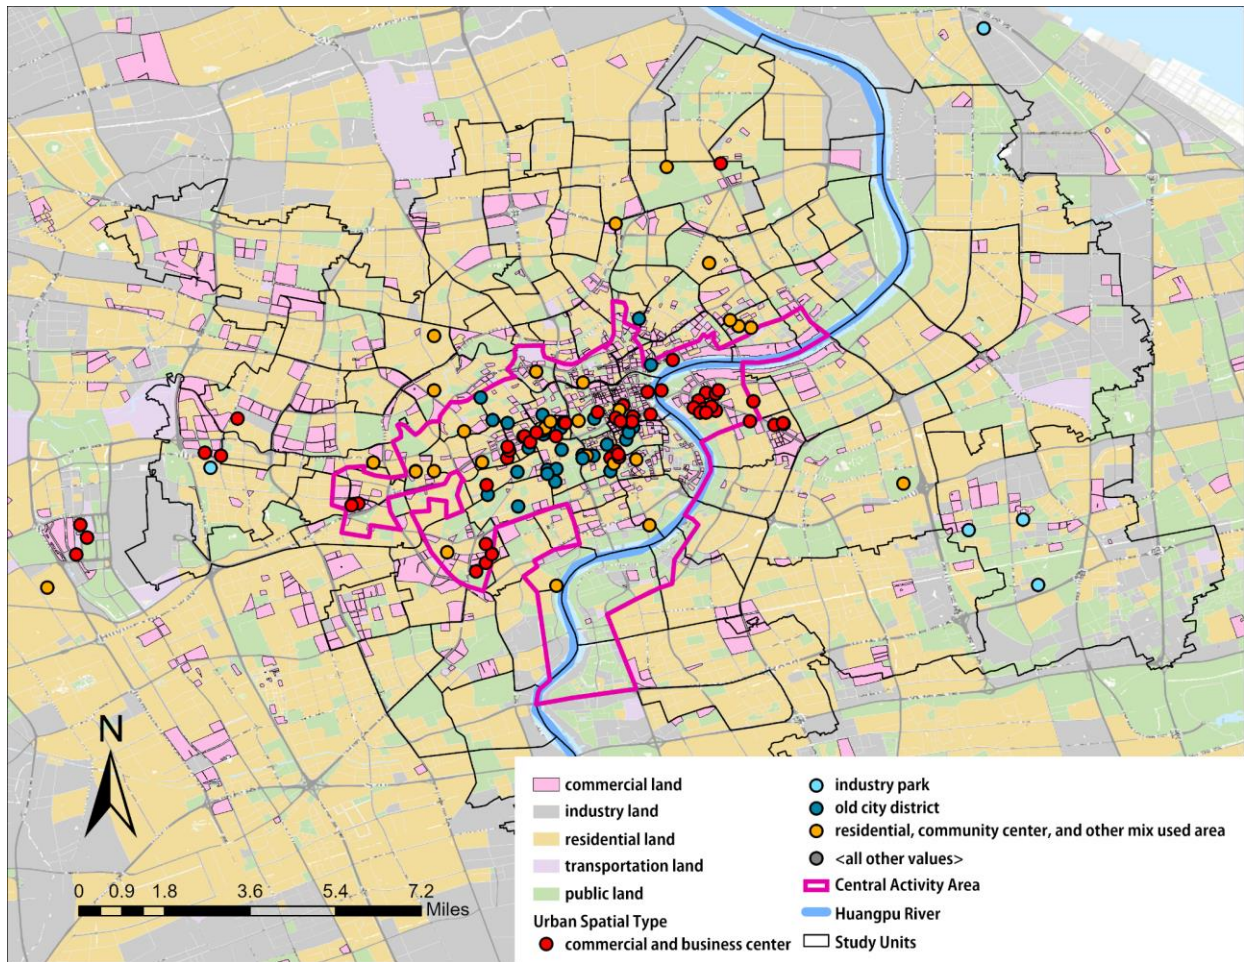 N
0 0.9 1.8 3.6 5.4 7.2
Miles
commercial land
industry land
residential land
transportation land
public land
Urban Spatial Type
commercial and business center
industry park
old city district
residential, community center, and other mix used area
<all other values>
Central Activity Area
Huangpu River
Study Units